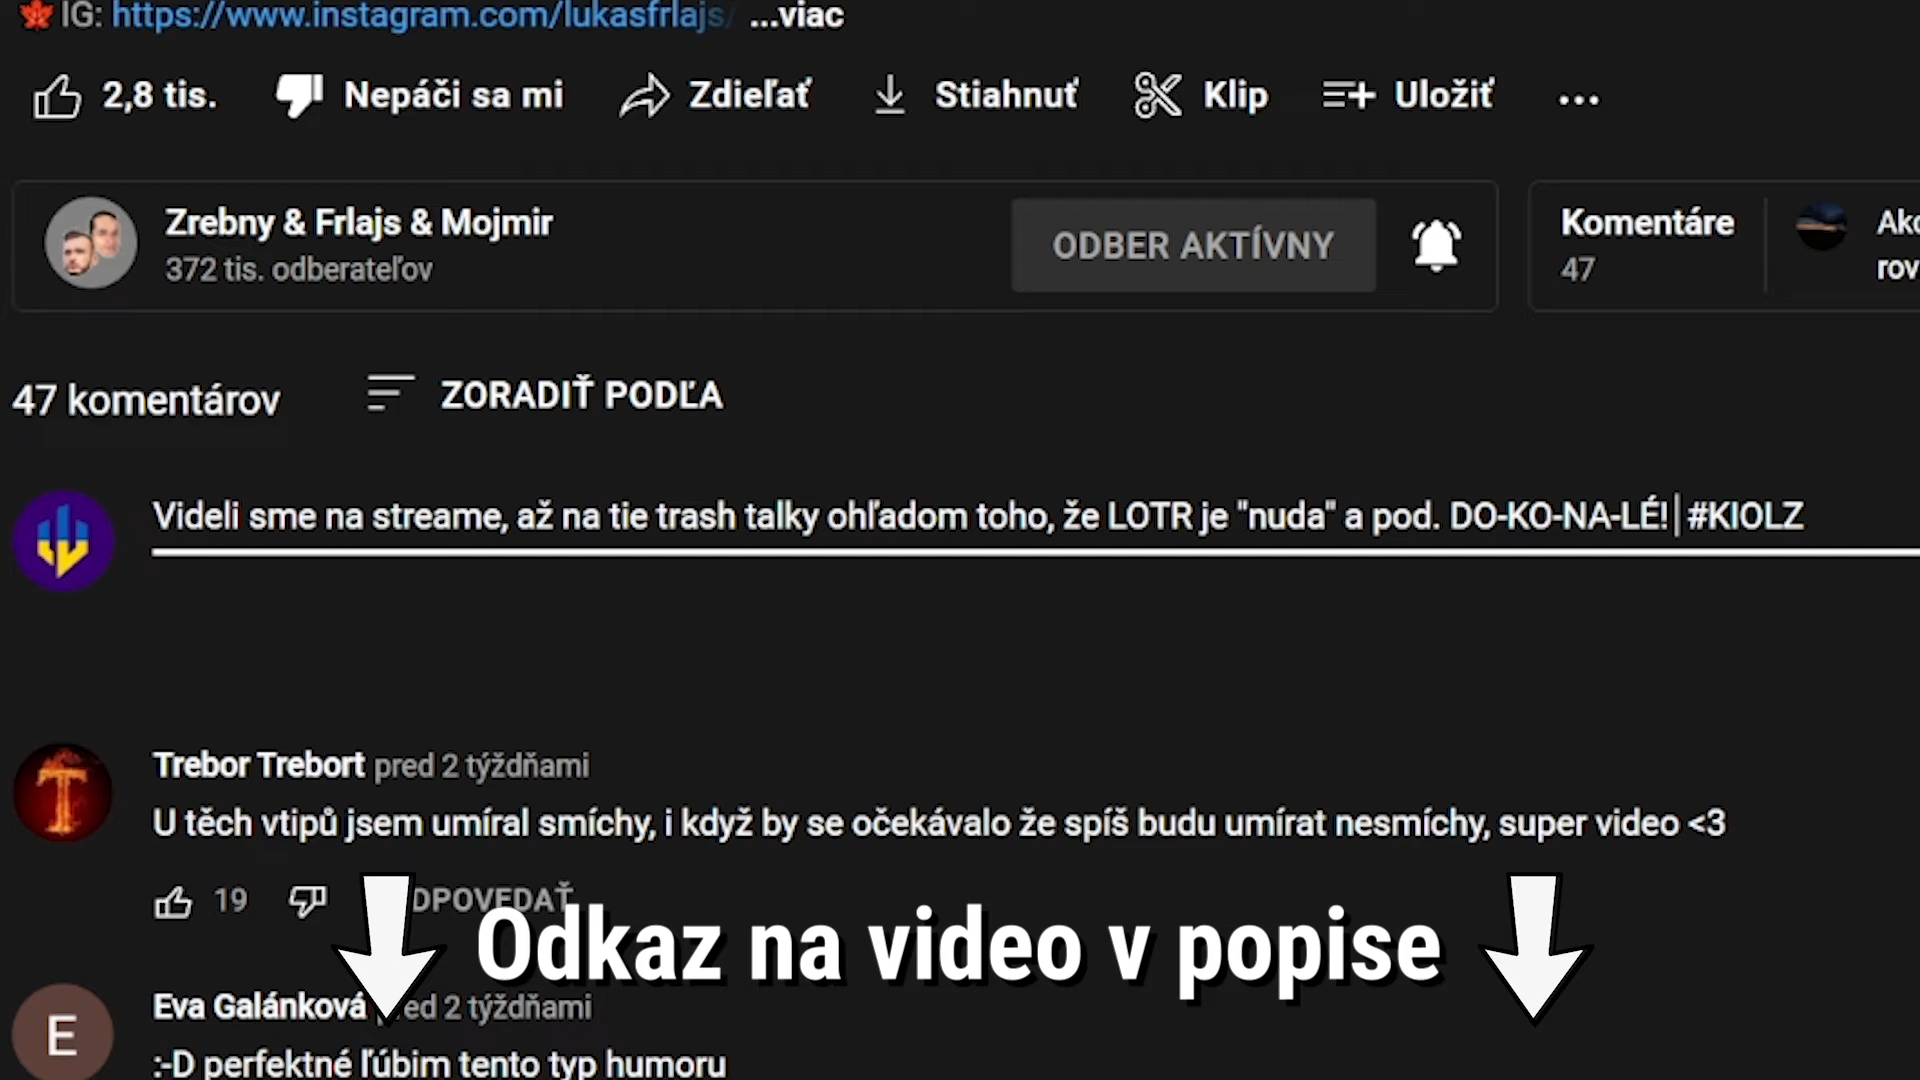 IG: https://www.instagram.com/lukasfrlajs/ ...viac
2,8 tis. Nepáči sa mi Zdieľať Stiahnuť Klip Uložiť ...
Zrebny & Frlajs & Mojmir
372 tis. odberateľov
ODBER AKTÍVNY
Komentáre
47
47 komentárov
ZORADIŤ PODĽA
Videli sme na streame, až na tie trash talky ohľadom toho, že LOTR je "nuda" a pod. DO-KO-NA-LÉ! #KIOLZ
T
Trebor Trebort pred 2 týždňami
U těch vtipů jsem umíral smíchy, i když by se očekávalo že spíš budu umírat nesmíchy, super video <3
19
Odkaz na video v popise
E
Eva Galánková 2 týždňami
:-D perfektné ľúbim tento typ humoru